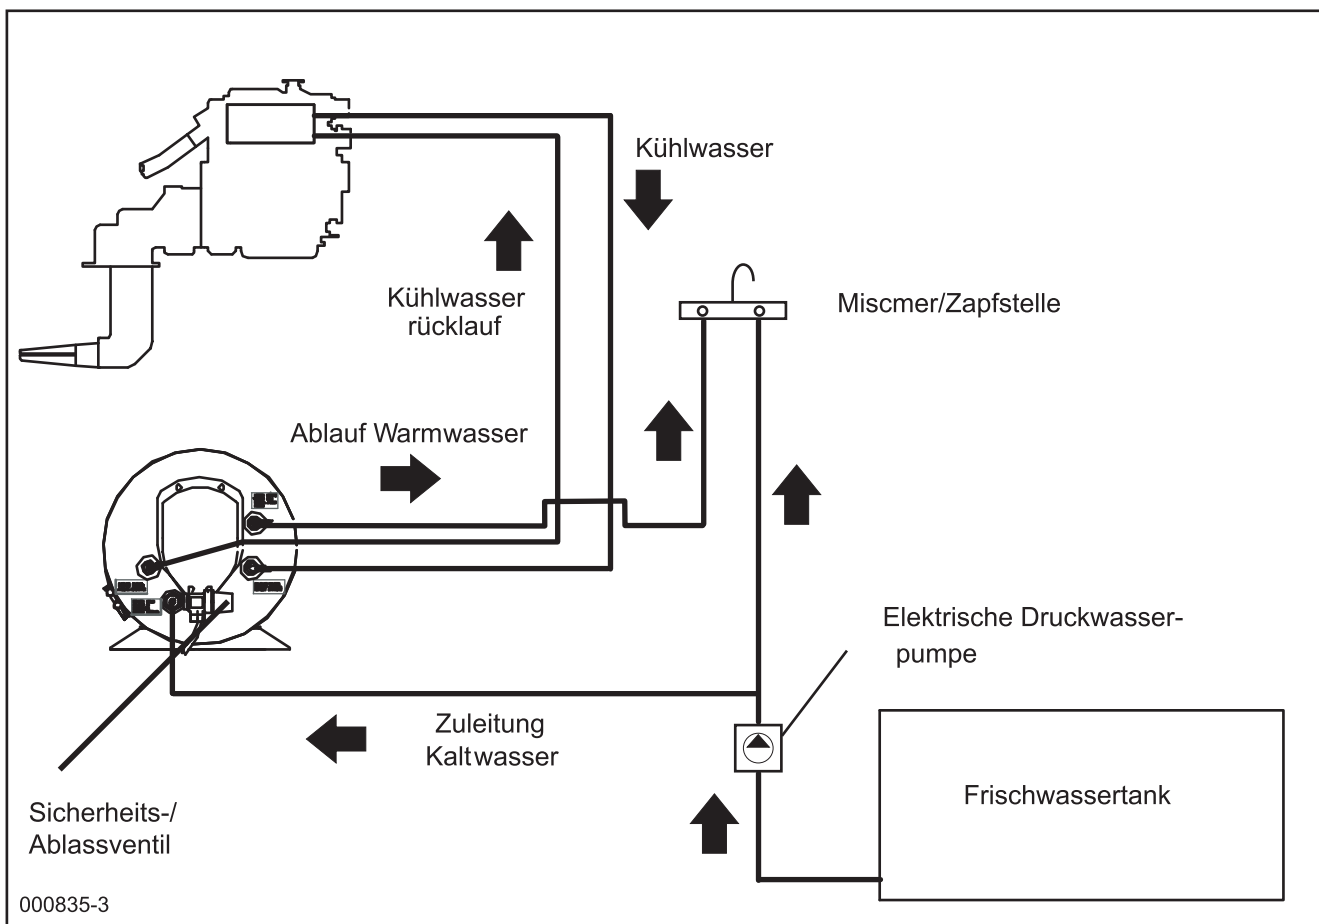 Kühlwasser
Kühlwasser
rücklauf
Miscmer/Zapfstelle
Ablauf Warmwasser
Elektrische Druckwasser-
pumpe
Zuleitung
Kaltwasser
Frischwassertank
Sicherheits-/
Ablassventil
000835-3